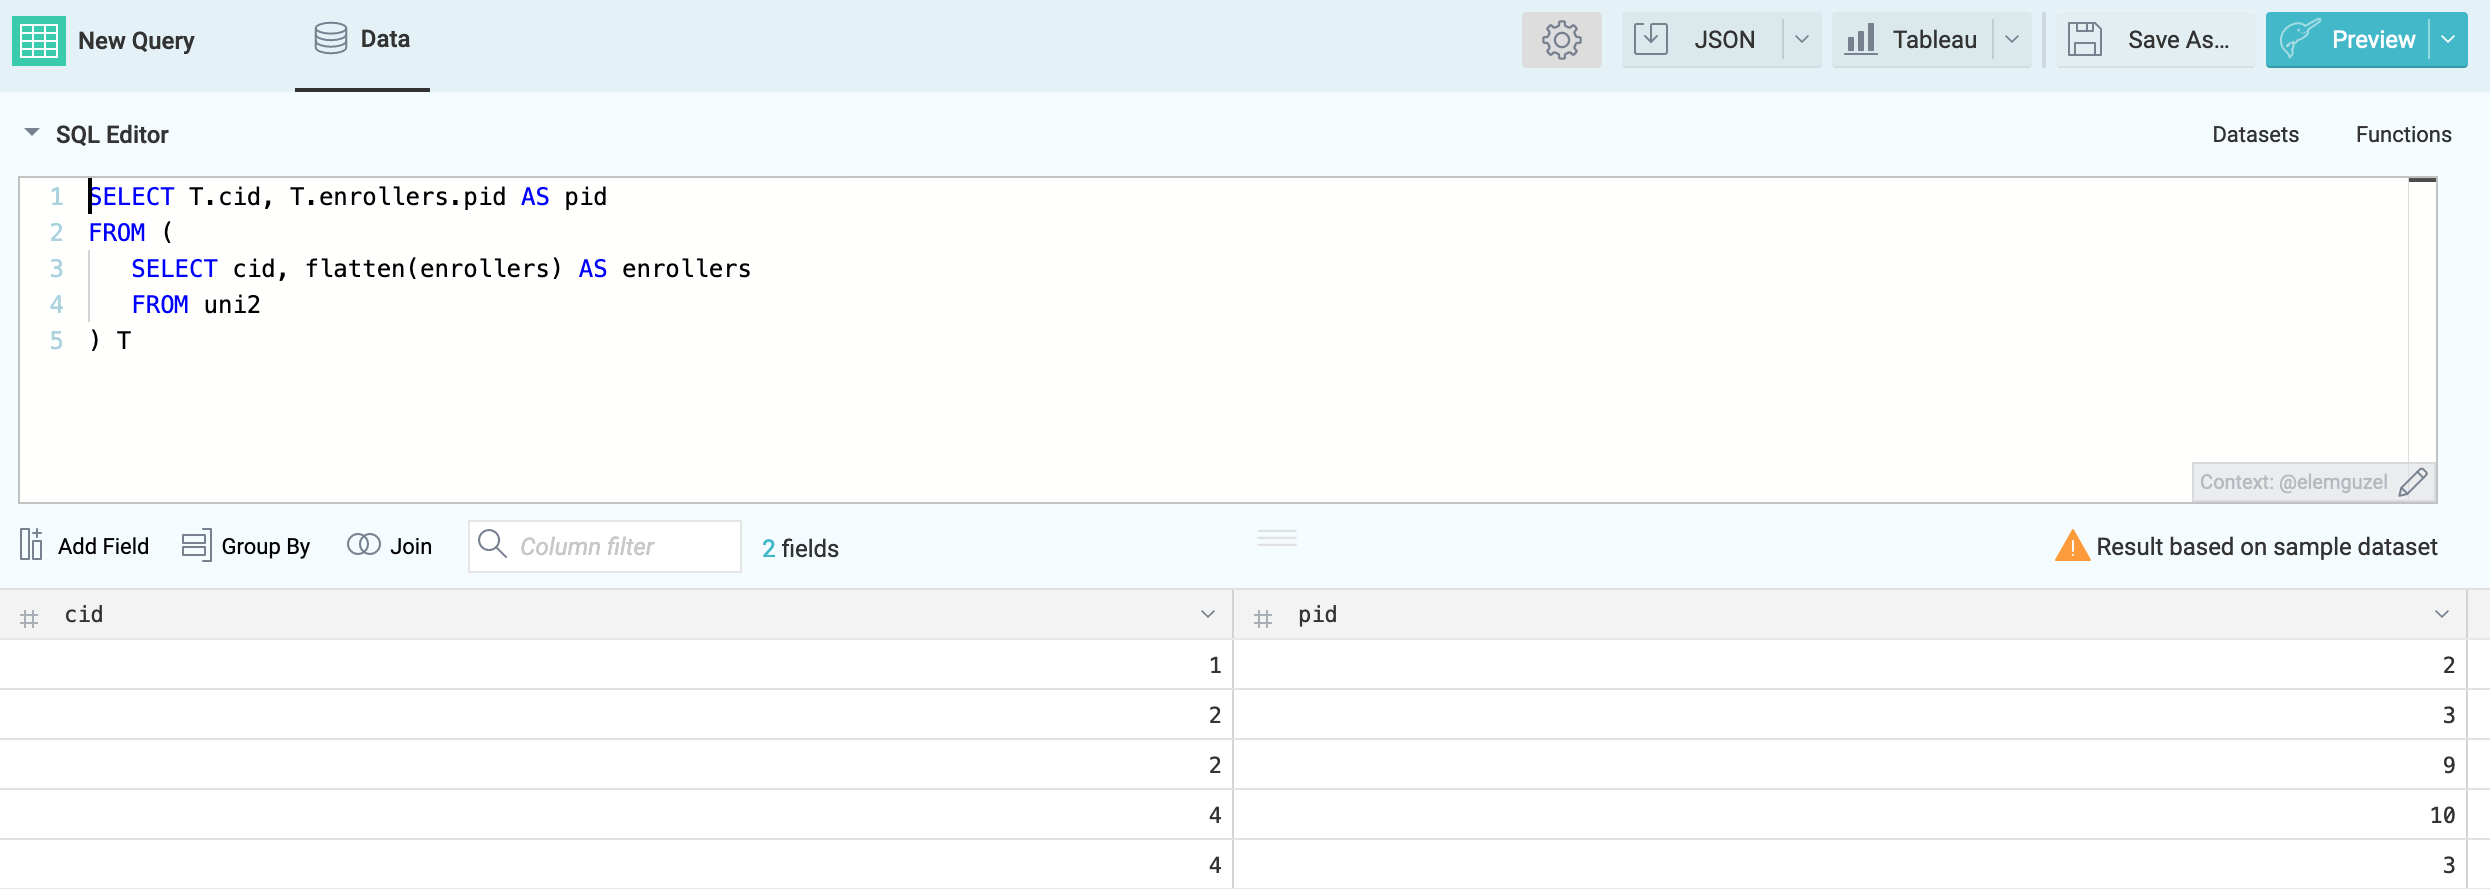 New Query
Data
JSON
Tableau
Save As...
Preview
SQL Editor
Datasets
Functions
1 SELECT T.cid, T.enrollers.pid AS pid
2 FROM (
3 SELECT cid, flatten(enrollers) AS enrollers
4 FROM uni2
5 ) T
Context: @elemguzel
Add Field
Group By
Join
Column filter
2 fields
Result based on sample dataset
# cid # pid
1 2
2 3
2 9
4 10
4 3